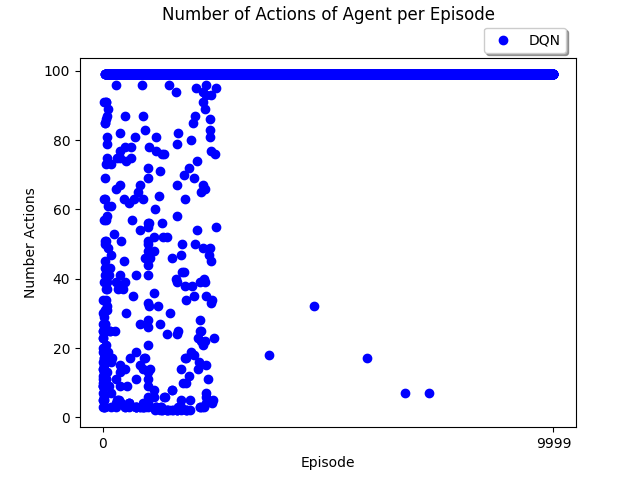 Number of Actions of Agent per Episode
DQN
100
80
60
40
20
0
Number Actions
0
9999
Episode